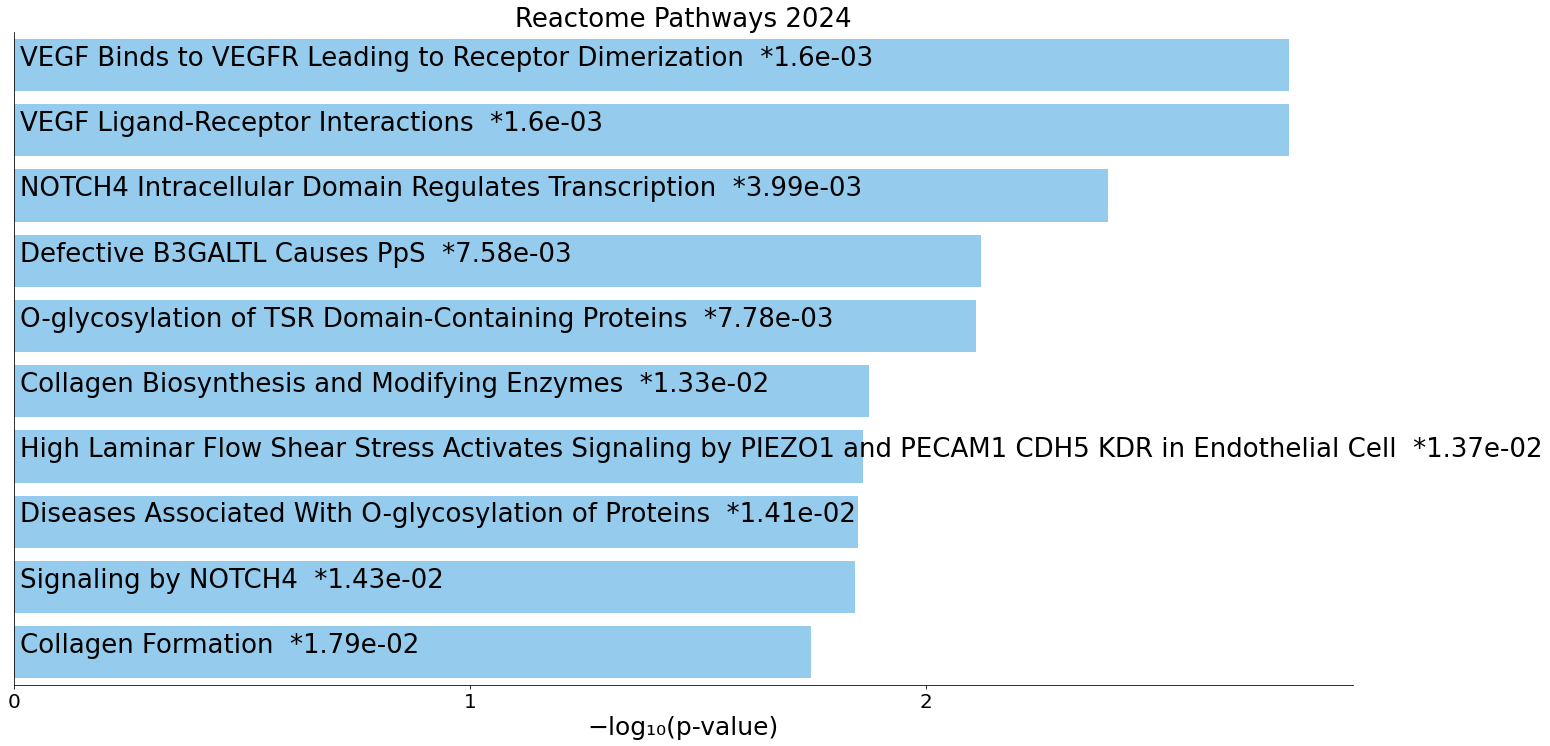 Reactome Pathways 2024
VEGF Binds to VEGFR Leading to Receptor Dimerization *1.6e-03
VEGF Ligand-Receptor Interactions *1.6e-03
NOTCH4 Intracellular Domain Regulates Transcription *3.99e-03
Defective B3GALTL Causes PpS *7.58e-03
O-glycosylation of TSR Domain-Containing Proteins *7.78e-03
Collagen Biosynthesis and Modifying Enzymes *1.33e-02
High Laminar Flow Shear Stress Activates Signaling by PIEZO1 and PECAM1 CDH5 KDR in Endothelial Cell *1.37e-02
Diseases Associated With O-glycosylation of Proteins *1.41e-02
Signaling by NOTCH4 *1.43e-02
Collagen Formation *1.79e-02
0 1 2
−log₁₀(p-value)